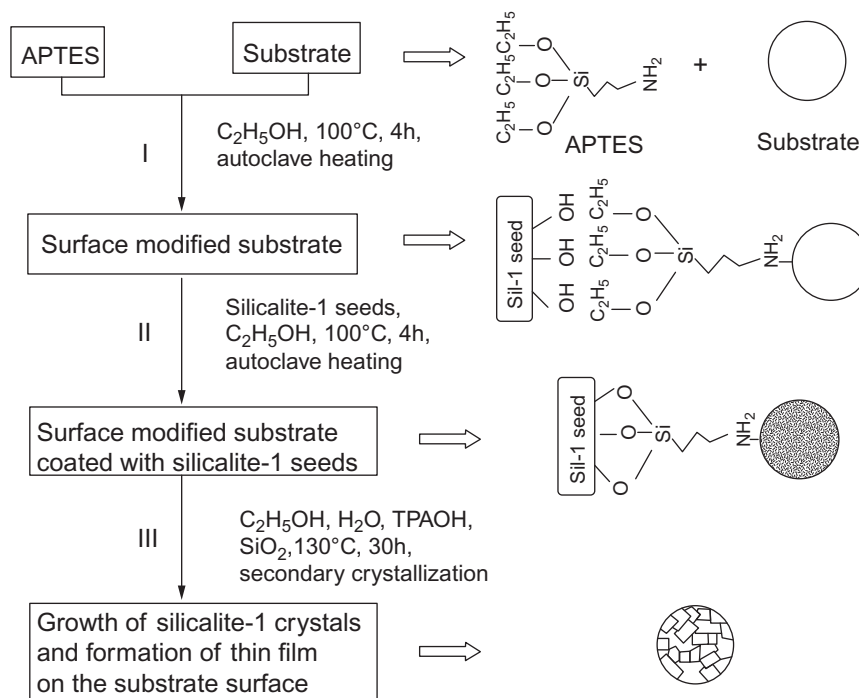 APTES
Substrate
C₂H₅
C₂H₅
C₂H₅
O
O
O
Si
NH₂
+
APTES
Substrate
I
C₂H₅OH, 100°C, 4h,
autoclave heating
Surface modified substrate
Sil-1 seed
OH
OH
OH
C₂H₅
C₂H₅
C₂H₅
O
O
O
Si
NH₂
II
Silicalite-1 seeds,
C₂H₅OH, 100°C, 4h,
autoclave heating
Surface modified substrate
coated with silicalite-1 seeds
Sil-1 seed
O
O
O
Si
NH₂
III
C₂H₅OH, H₂O, TPAOH,
SiO₂,130°C, 30h,
secondary crystallization
Growth of silicalite-1 crystals
and formation of thin film
on the substrate surface